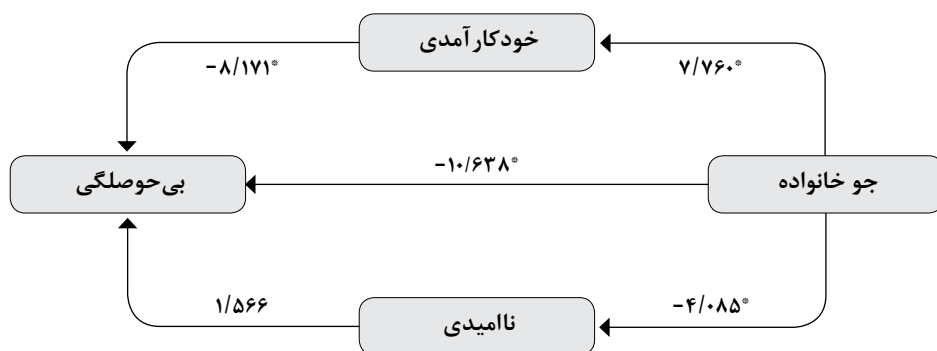 خودکارآمدی
-۸/۱۷۱*
۷/۷۶۰*
بی‌حوصلگی
-۱۰/۶۳۸*
جو خانواده
۱/۵۶۶
ناامیدی
-۴/۰۸۵*